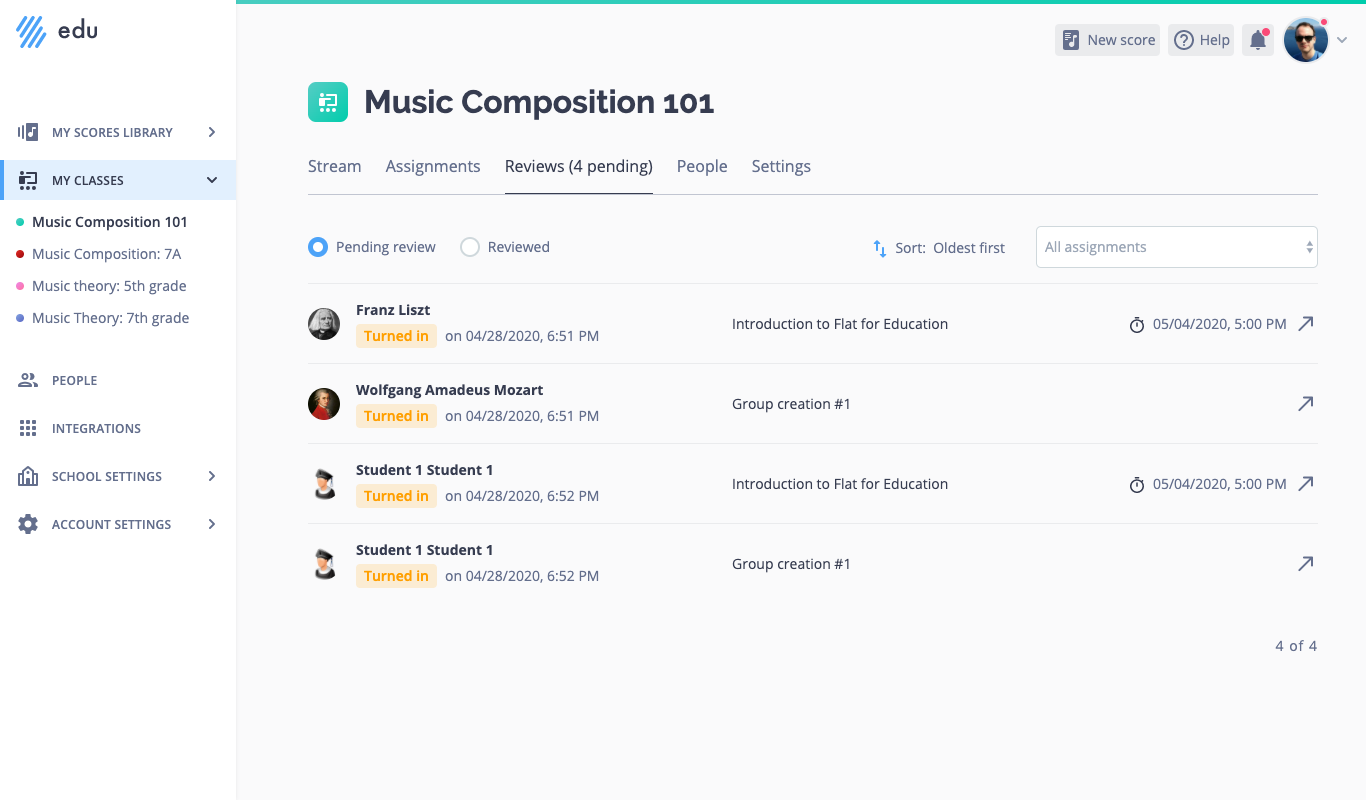 edu
New score
Help
Music Composition 101
MY SCORES LIBRARY
MY CLASSES
Music Composition 101
Music Composition: 7A
Music theory: 5th grade
Music Theory: 7th grade
PEOPLE
INTEGRATIONS
SCHOOL SETTINGS
ACCOUNT SETTINGS
Stream Assignments Reviews (4 pending) People Settings
Pending review Reviewed Sort: Oldest first All assignments
Franz Liszt
Turned in on 04/28/2020, 6:51 PM
Introduction to Flat for Education
05/04/2020, 5:00 PM
Wolfgang Amadeus Mozart
Turned in on 04/28/2020, 6:51 PM
Group creation #1
Student 1 Student 1
Turned in on 04/28/2020, 6:52 PM
Introduction to Flat for Education
05/04/2020, 5:00 PM
Student 1 Student 1
Turned in on 04/28/2020, 6:52 PM
Group creation #1
4 of 4